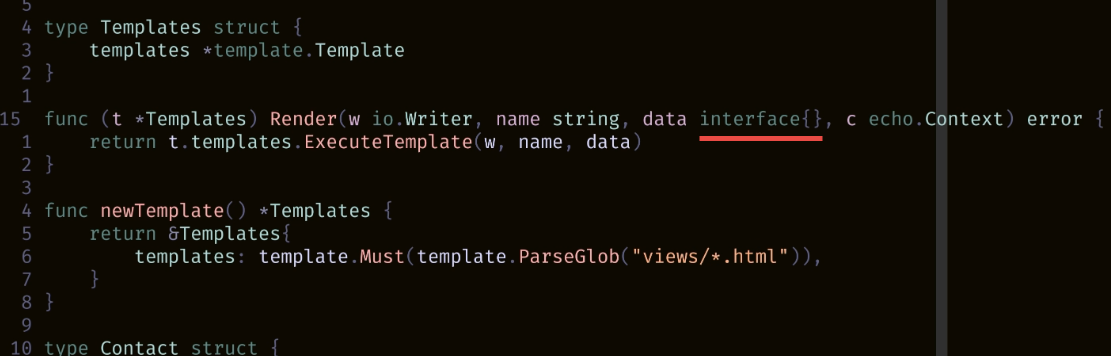 5
4 type Templates struct {
3     templates *template.Template
2 }
1
15 func (t *Templates) Render(w io.Writer, name string, data interface{}, c echo.Context) error {
1     return t.templates.ExecuteTemplate(w, name, data)
2 }
3
4 func newTemplate() *Templates {
5     return &Templates{
6         templates: template.Must(template.ParseGlob("views/*.html")),
7     }
8 }
9
10 type Contact struct {